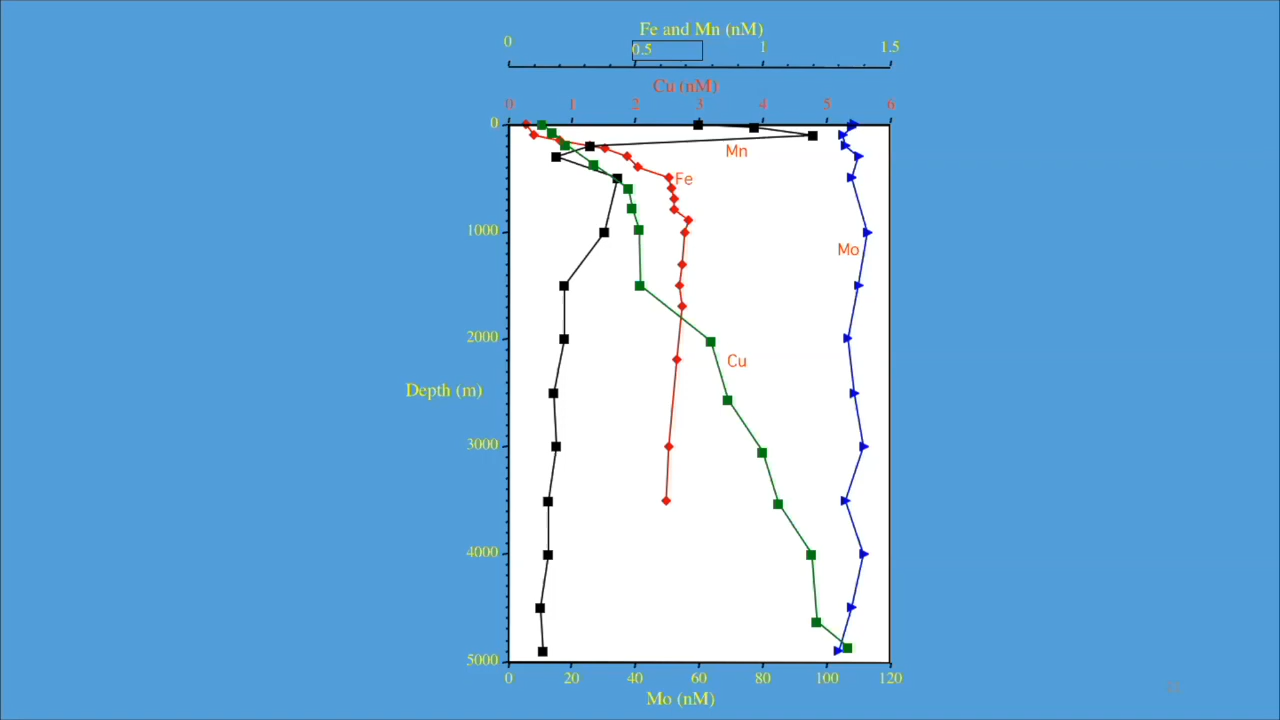 Fe and Mn (nM)
0 0.5 1 1.5
Cu (nM)
0 1 2 3 4 5 6
0
Mn
Fe
1000
Mo
2000
Cu
Depth (m)
3000
4000
5000
0 20 40 60 80 100 120
Mo (nM)